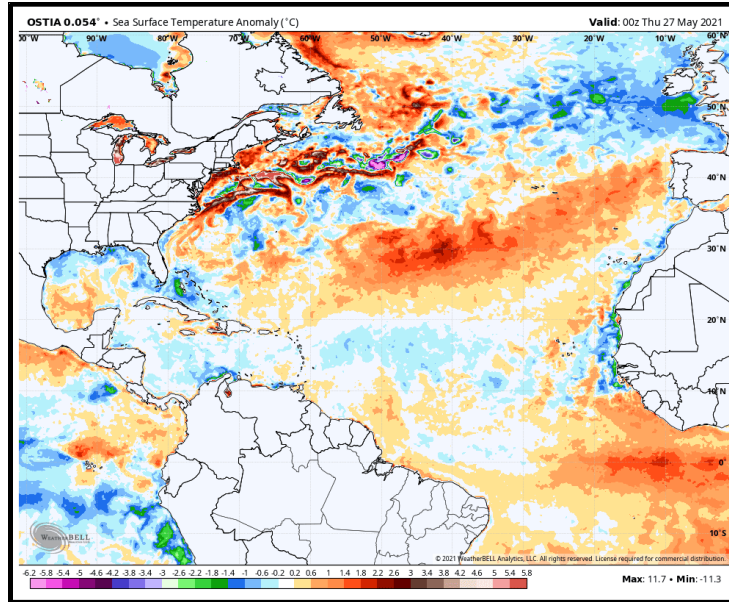 OSTIA 0.054° • Sea Surface Temperature Anomaly (°C)
Valid: 00z Thu 27 May 2021
90°W 80°W 70°W 60°W 50°W 40°W 30°W 20°W 10°W
60°N
50°N
40°N
30°N
20°N
10°N
0°
10°S
WeatherBELL
© 2021 WeatherBELL Analytics, LLC. All rights reserved. License required for commercial distribution.
-6.2 -5.8 -5.4 -5 -4.6 -4.2 -3.8 -3.4 -3 -2.6 -2.2 -1.8 -1.4 -1 -0.6 -0.2 0.2 0.6 1 1.4 1.8 2.2 2.6 3 3.4 3.8 4.2 4.6 5 5.4 5.8
Max: 11.7 • Min: -11.3